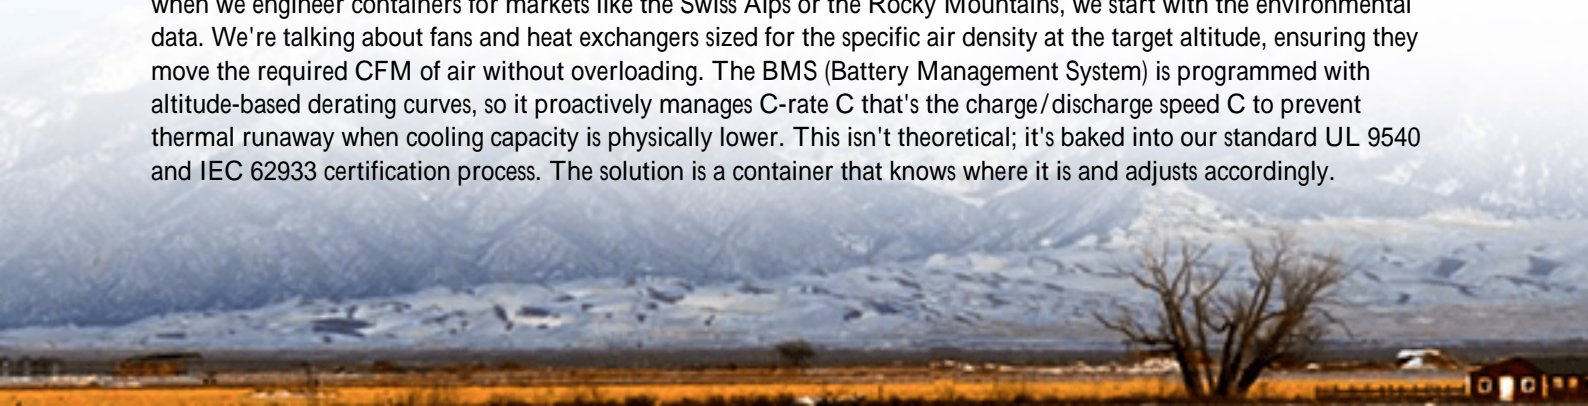 when we engineer containers for markets like the Swiss Alps or the Rocky Mountains, we start with the environmental
data. We're talking about fans and heat exchangers sized for the specific air density at the target altitude, ensuring they
move the required CFM of air without overloading. The BMS (Battery Management System) is programmed with
altitude-based derating curves, so it proactively manages C-rate C that's the charge/discharge speed C to prevent
thermal runaway when cooling capacity is physically lower. This isn't theoretical; it's baked into our standard UL 9540
and IEC 62933 certification process. The solution is a container that knows where it is and adjusts accordingly.